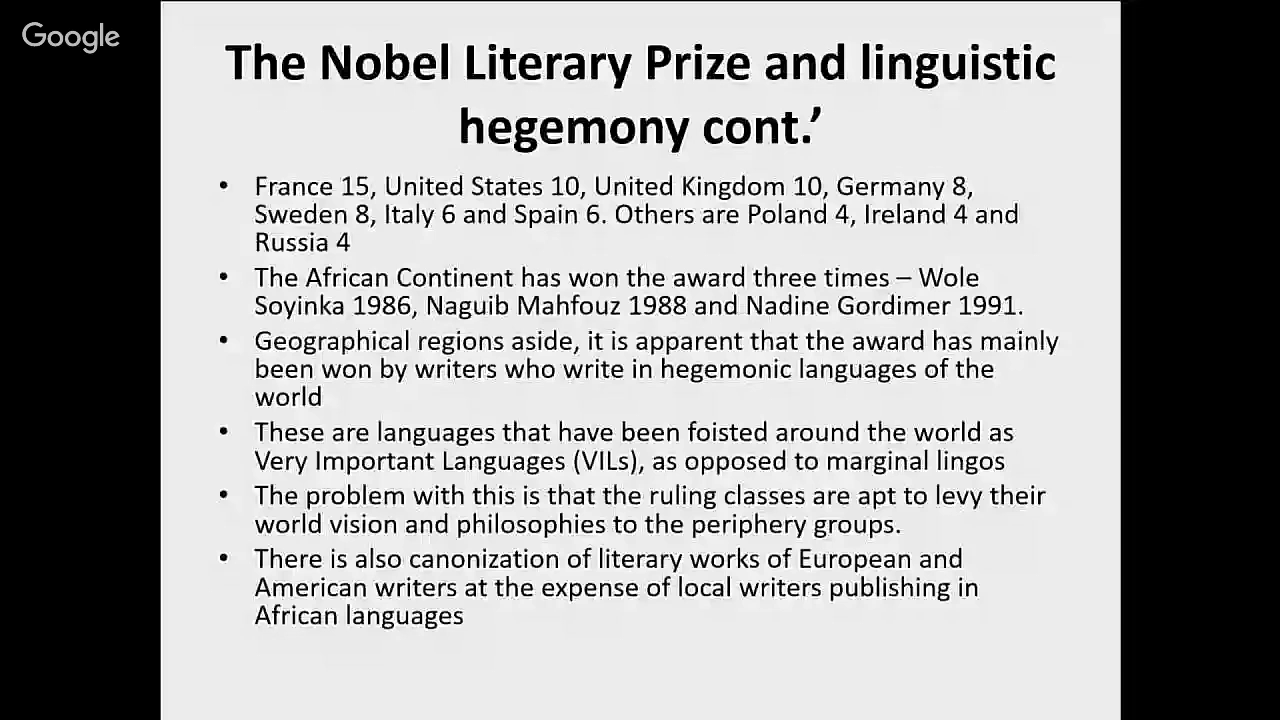 Google
The Nobel Literary Prize and linguistic
hegemony cont.’
• France 15, United States 10, United Kingdom 10, Germany 8,
Sweden 8, Italy 6 and Spain 6. Others are Poland 4, Ireland 4 and
Russia 4
• The African Continent has won the award three times – Wole
Soyinka 1986, Naguib Mahfouz 1988 and Nadine Gordimer 1991.
• Geographical regions aside, it is apparent that the award has mainly
been won by writers who write in hegemonic languages of the
world
• These are languages that have been foisted around the world as
Very Important Languages (VILs), as opposed to marginal lingos
• The problem with this is that the ruling classes are apt to levy their
world vision and philosophies to the periphery groups.
• There is also canonization of literary works of European and
American writers at the expense of local writers publishing in
African languages